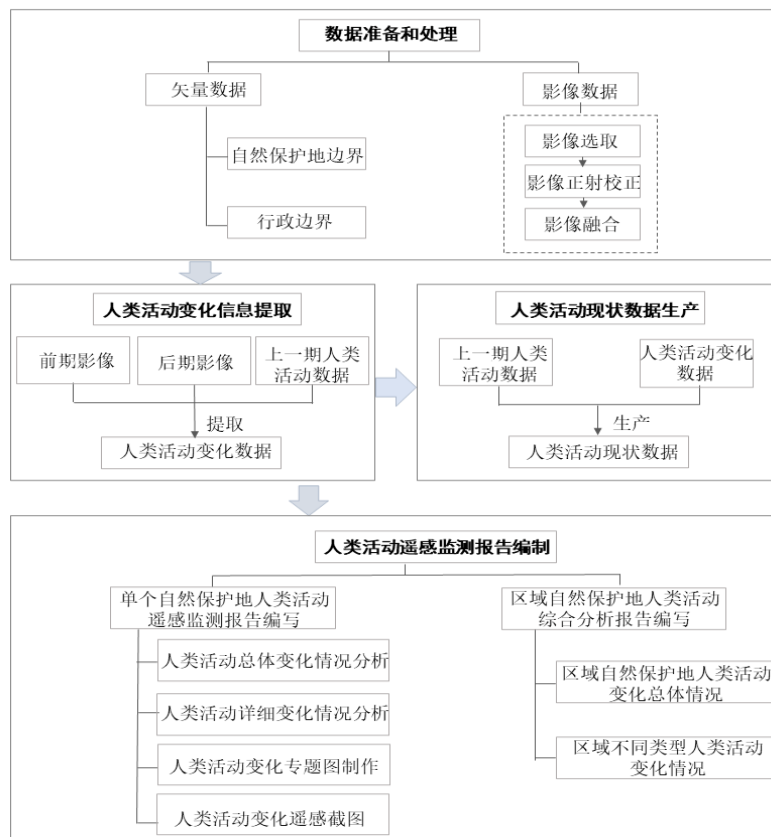 数据准备和处理
矢量数据
影像数据
自然保护地边界
行政边界
影像选取
影像正射校正
影像融合
人类活动变化信息提取
前期影像
后期影像
上一期人类
活动数据
提取
人类活动变化数据
人类活动现状数据生产
上一期人类
活动数据
人类活动变化
数据
生产
人类活动现状数据
人类活动遥感监测报告编制
单个自然保护地人类活动
遥感监测报告编写
人类活动总体变化情况分析
人类活动详细变化情况分析
人类活动变化专题图制作
人类活动变化遥感截图
区域自然保护地人类活动
综合分析报告编写
区域自然保护地人类活动
变化总体情况
区域不同类型人类活动
变化情况